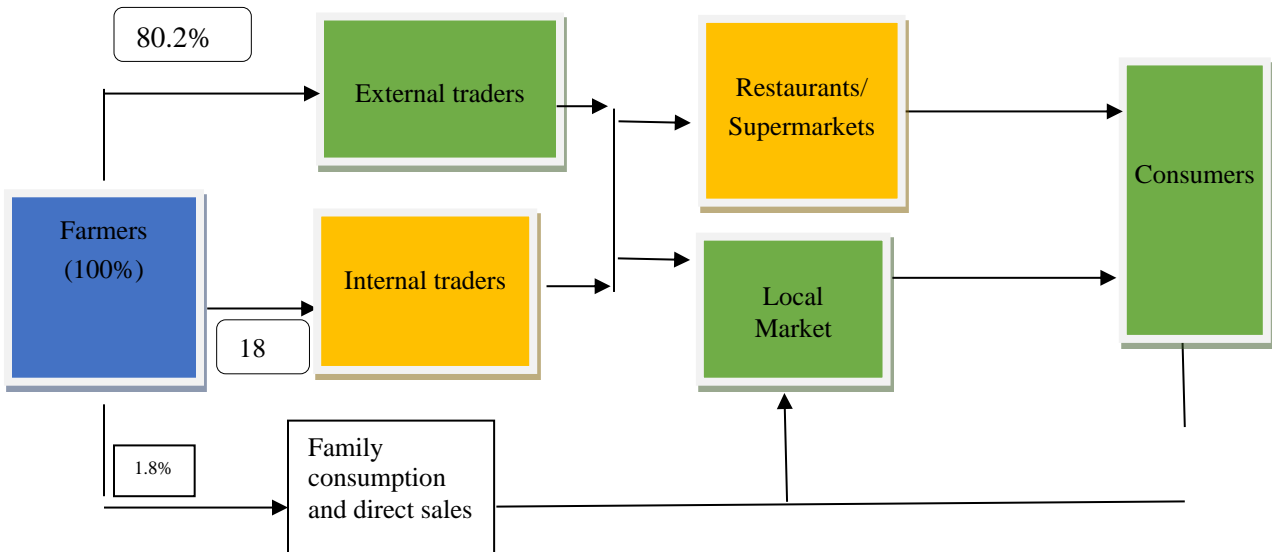 80.2%
External traders
Restaurants/
Supermarkets
Consumers
Farmers
(100%)
Internal traders
Local
Market
18
1.8%
Family
consumption
and direct sales